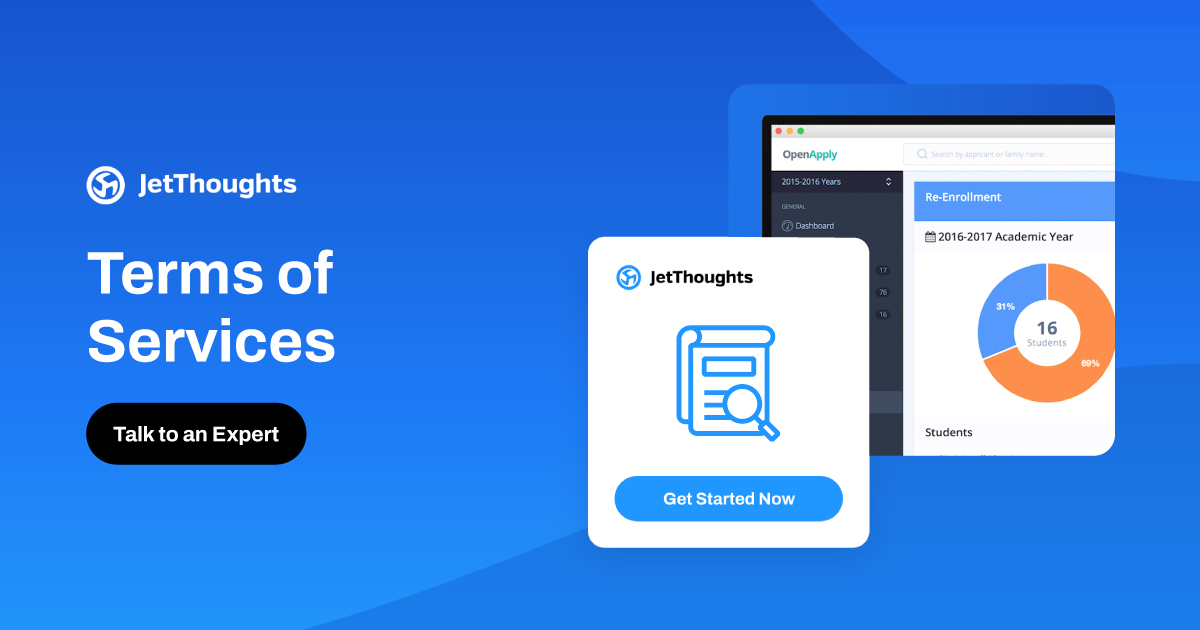 JetThoughts
Terms of
Services
Talk to an Expert
JetThoughts
Get Started Now
OpenApply
Search by applicant or family name...
2015-2016 Years
GENERAL
Dashboard
17
76
16
Re-Enrollment
2016-2017 Academic Year
31%
16
Students
69%
Students